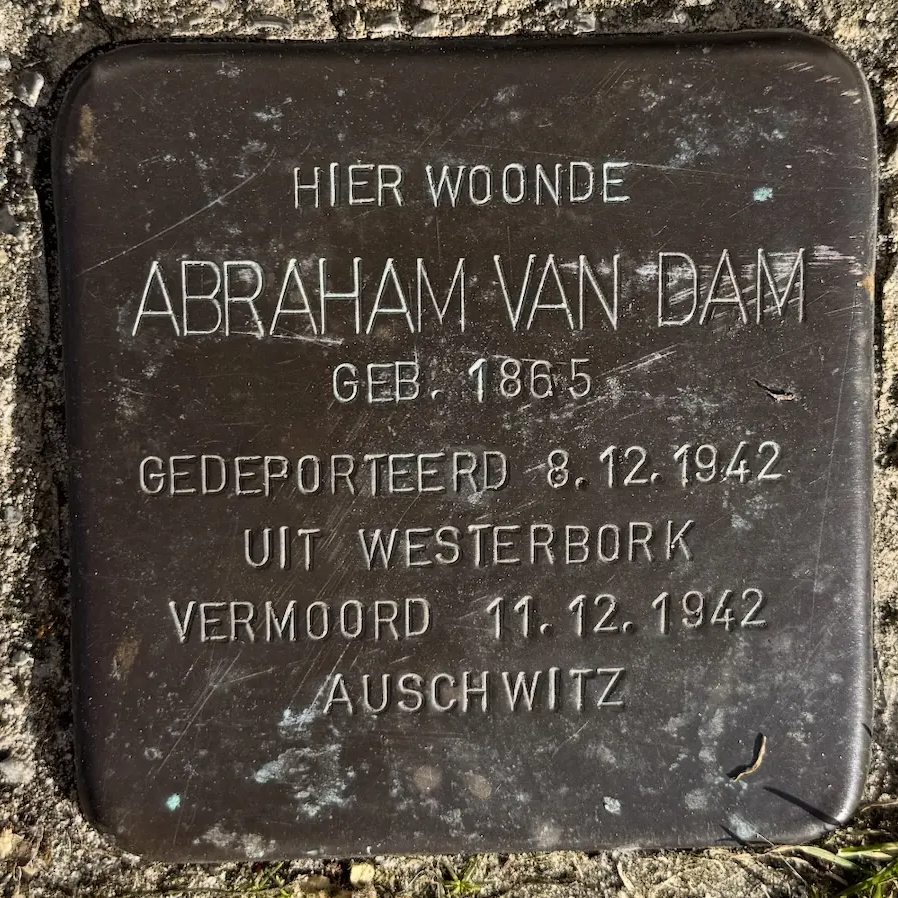 HIER WOONDE
ABRAHAM VAN DAM
GEB. 1865
GEDEPORTEERD 8.12.1942
UIT WESTERBORK
VERMOORD 11.12.1942
AUSCHWITZ